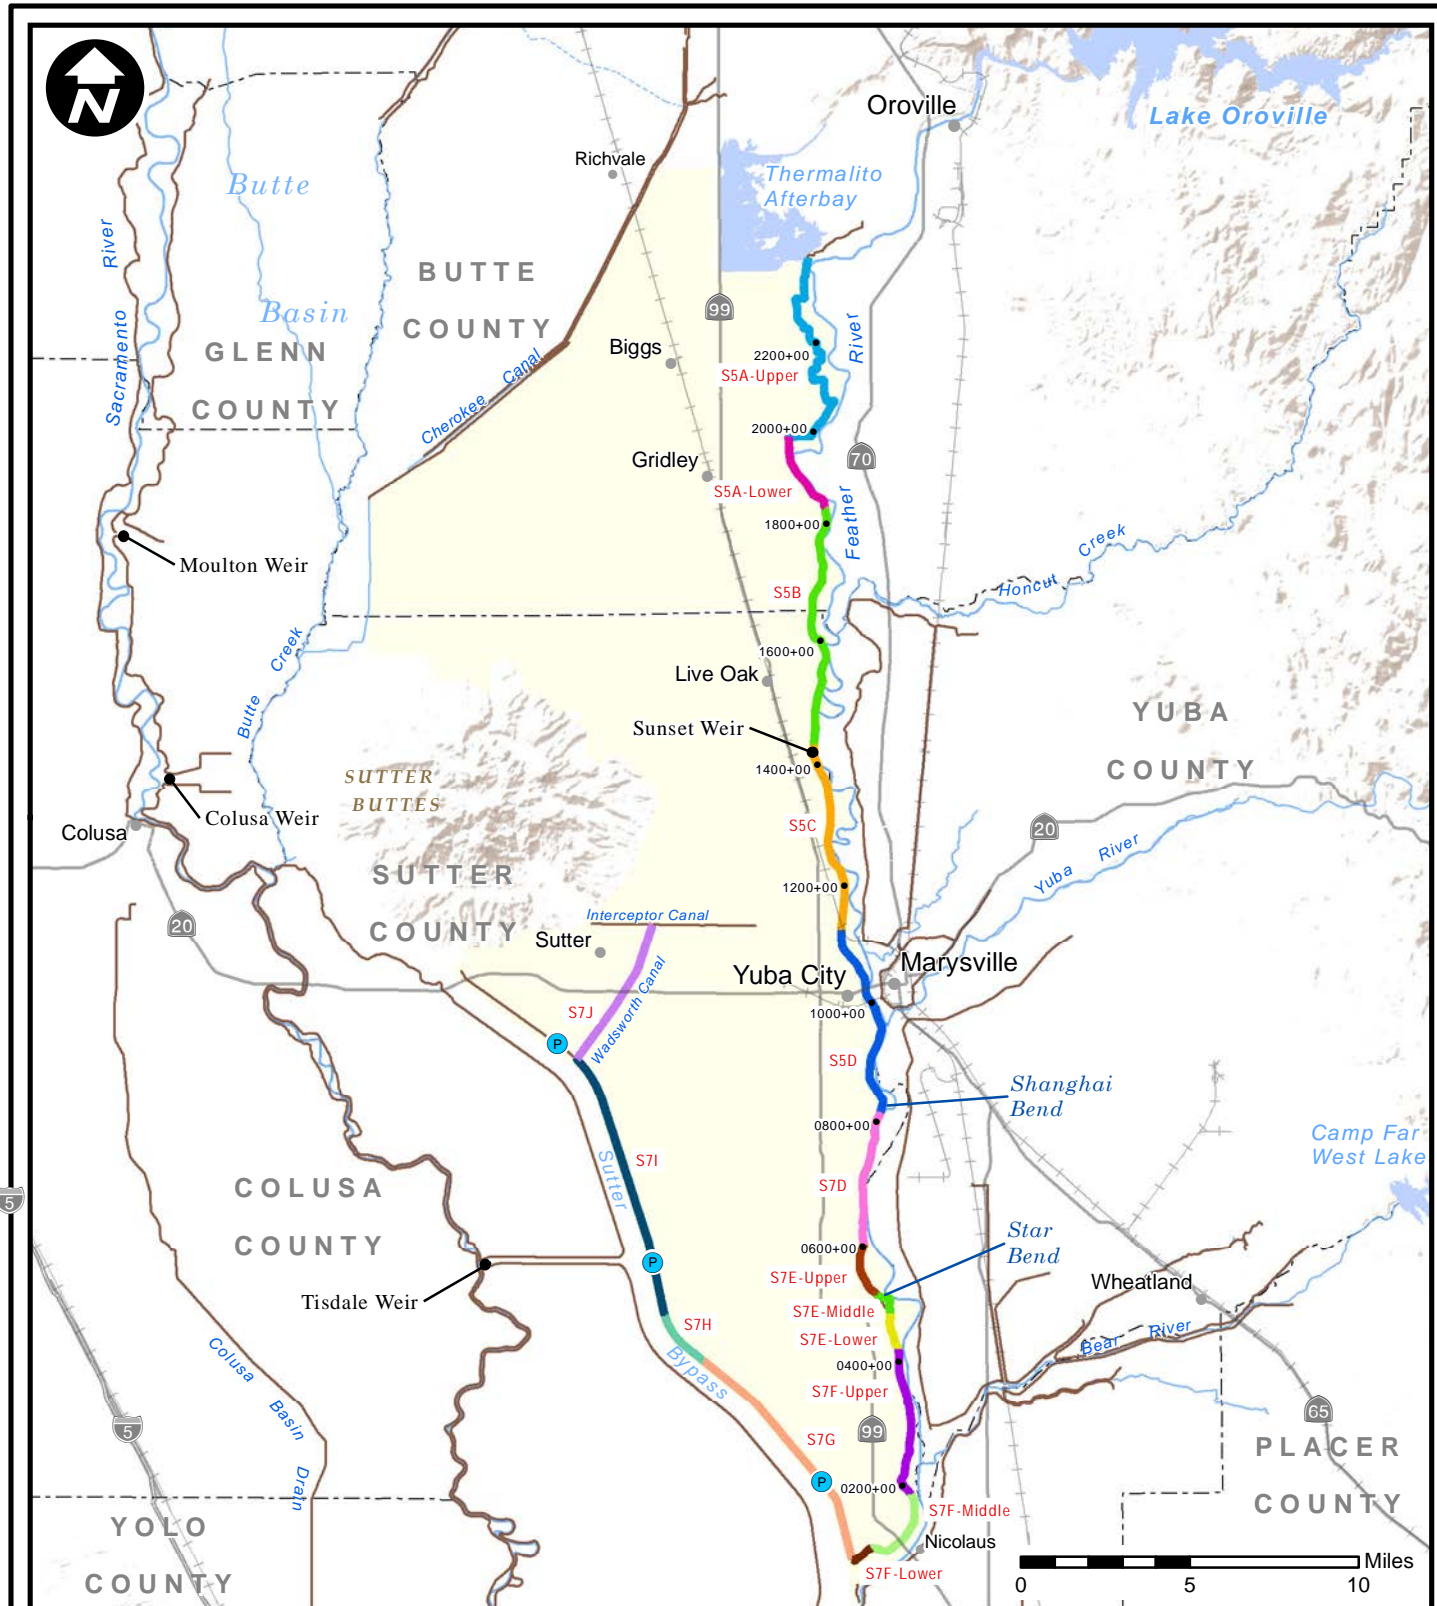 N
Oroville
Lake Oroville
Richvale
Thermalito
Afterbay
Butte
Basin
Sacramento River
BUTTE
COUNTY
GLENN
COUNTY
99
Biggs
2200+00
S5A-Upper
River
Cherokee Canal
2000+00
Gridley
70
S5A-Lower
Feather
1800+00
Creek
Honcut
Moulton Weir
S5B
Butte Creek
1600+00
Live Oak
YUBA
COUNTY
Sunset Weir
1400+00
SUTTER
BUTTES
Colusa Weir
Colusa
S5C
20
Yuba River
SUTTER
COUNTY
1200+00
Interceptor Canal
20
Sutter
Marysville
Yuba City
Wadsworth Canal
S7J
1000+00
P
S5D
Shanghai
Bend
0800+00
Camp Far
West Lake
S7I
Sutter
COLUSA
COUNTY
S7D
5
Star
Bend
0600+00
P
S7E-Upper
Wheatland
Tisdale Weir
S7E-Middle
S7H
S7E-Lower
Bear River
Bypass
0400+00
Colusa Basin Drain
S7F-Upper
65
5
99
S7G
PLACER
COUNTY
P
0200+00
S7F-Middle
YOLO
COUNTY
Nicolaus
S7F-Lower
Miles
0
5
10